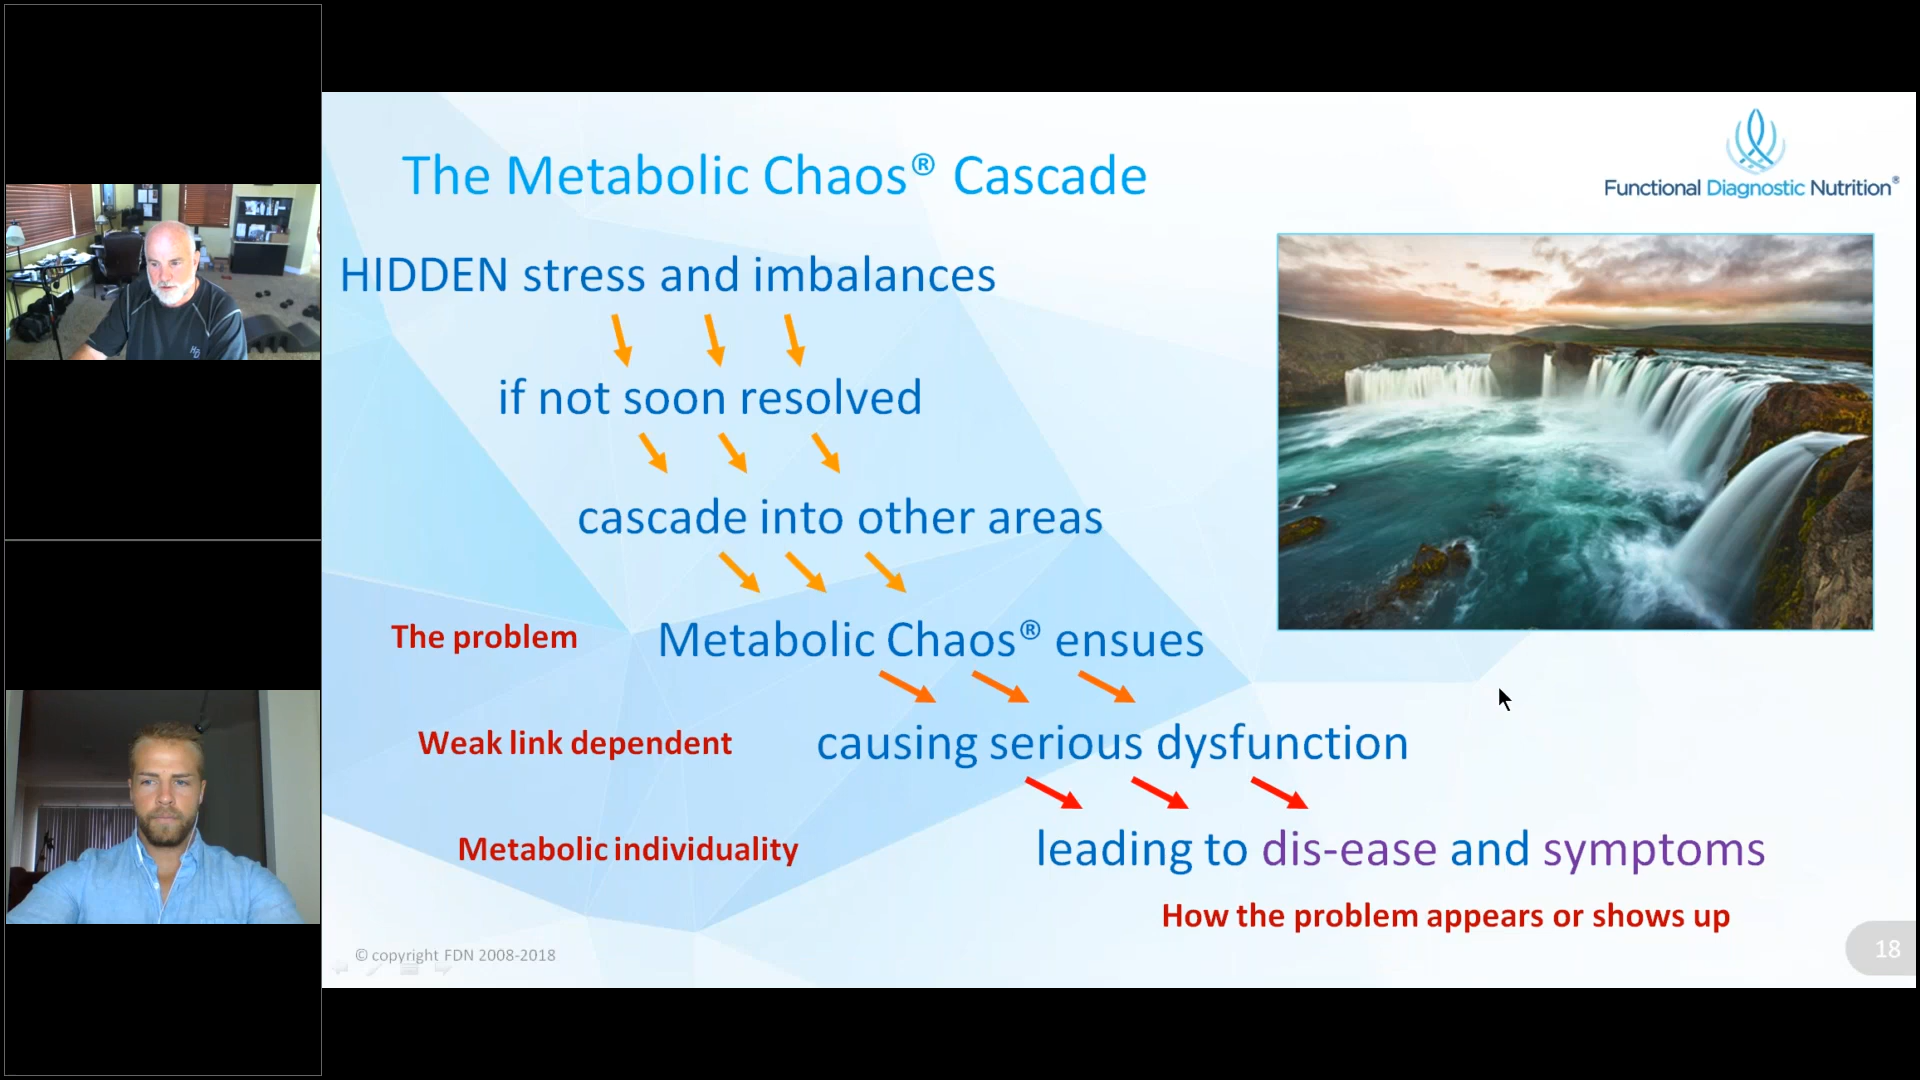 The Metabolic Chaos® Cascade
Functional Diagnostic Nutrition®
HIDDEN stress and imbalances
if not soon resolved
cascade into other areas
The problem
Metabolic Chaos® ensues
Weak link dependent
causing serious dysfunction
Metabolic individuality
leading to dis-ease and symptoms
How the problem appears or shows up
© copyright FDN 2008-2018
18